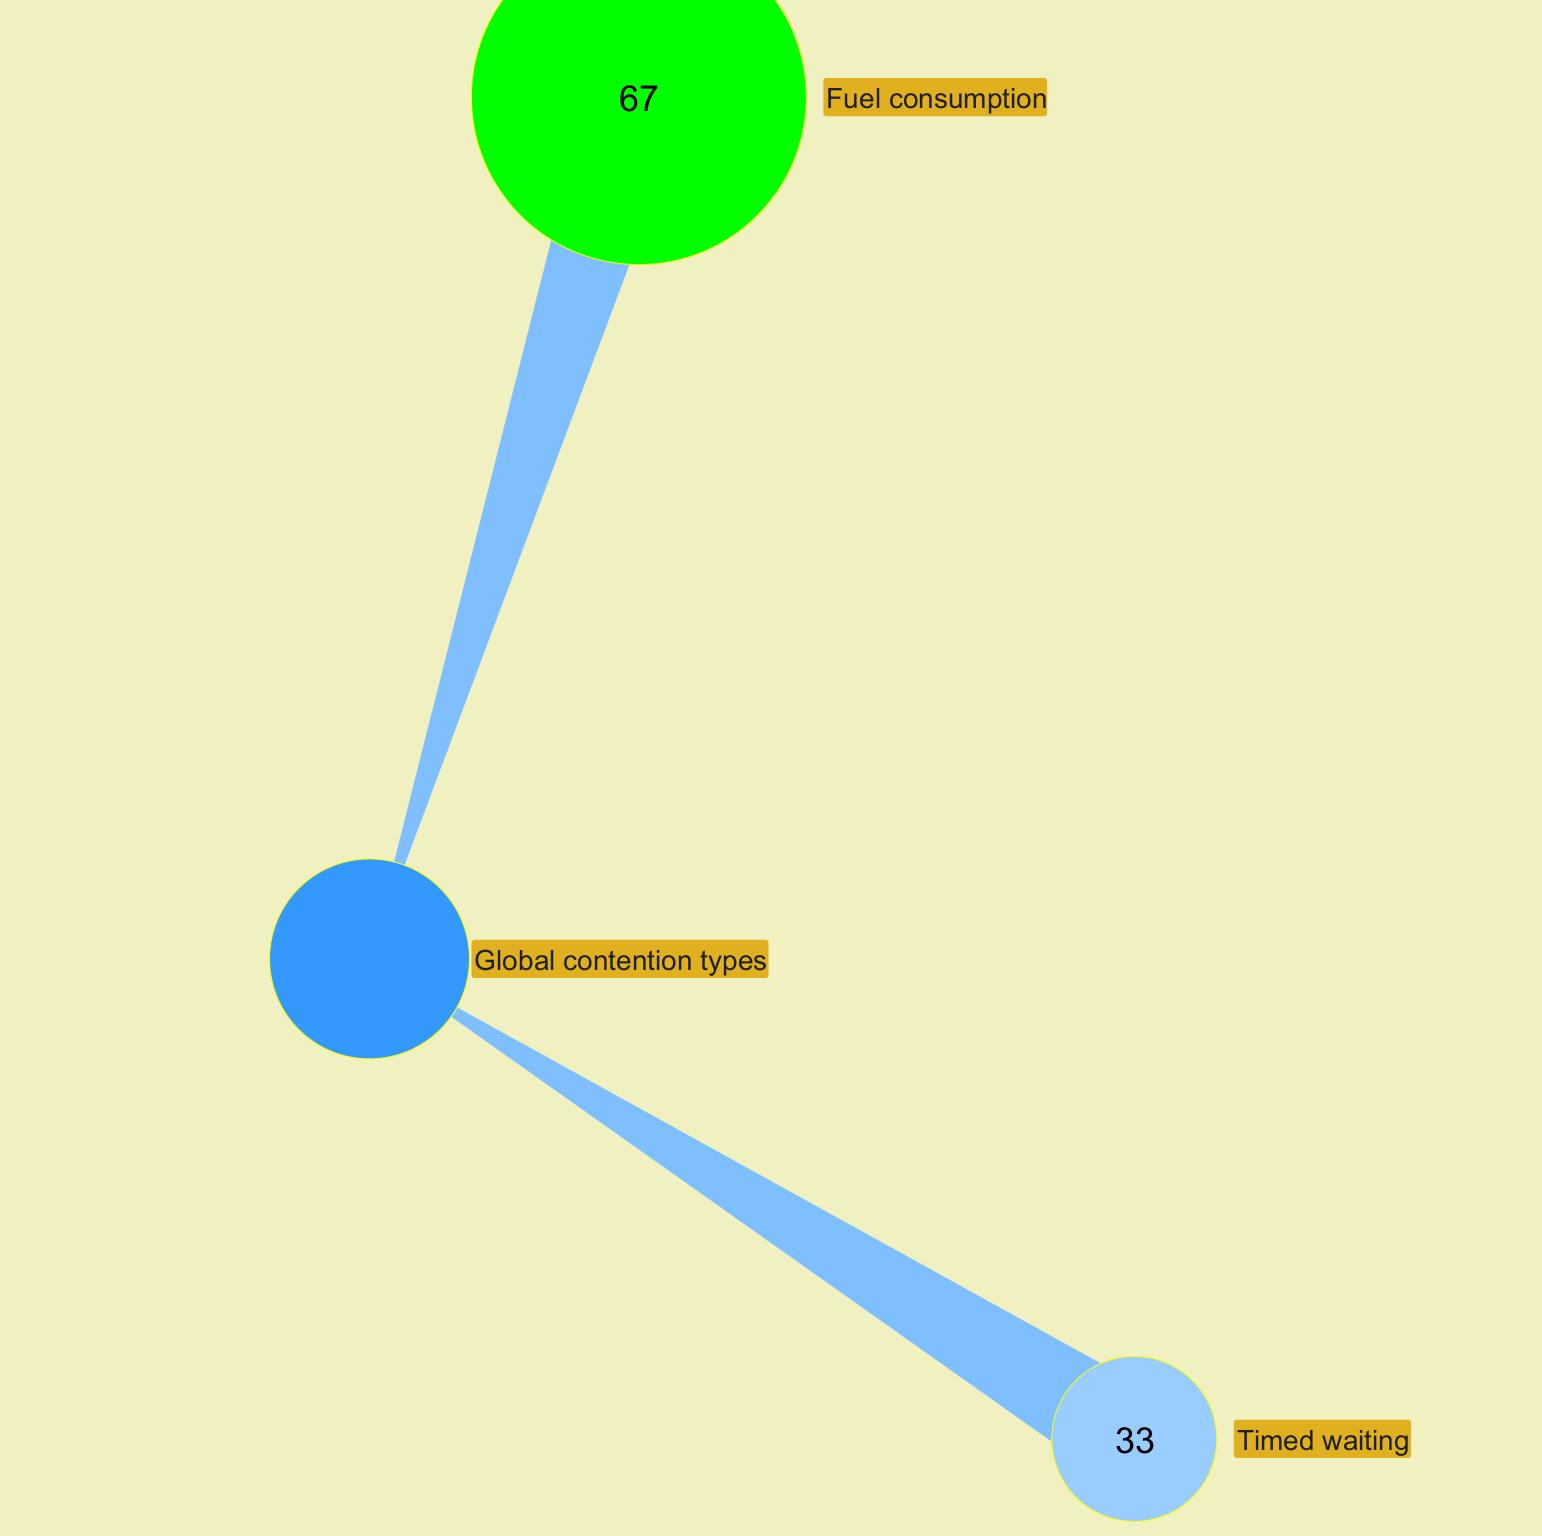 67
Fuel consumption
Global contention types
33
Timed waiting